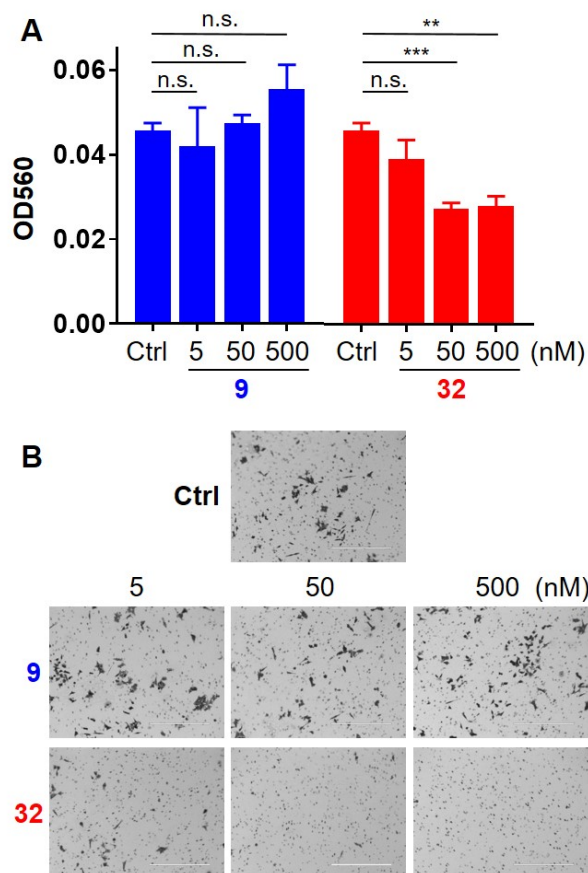 A
n.s.
n.s.
n.s.
**
***
n.s.
0.06
0.04
0.02
0.00
OD560
Ctrl 5 50 500 Ctrl 5 50 500 (nM)
9 32
B
Ctrl
5 50 500 (nM)
9
32